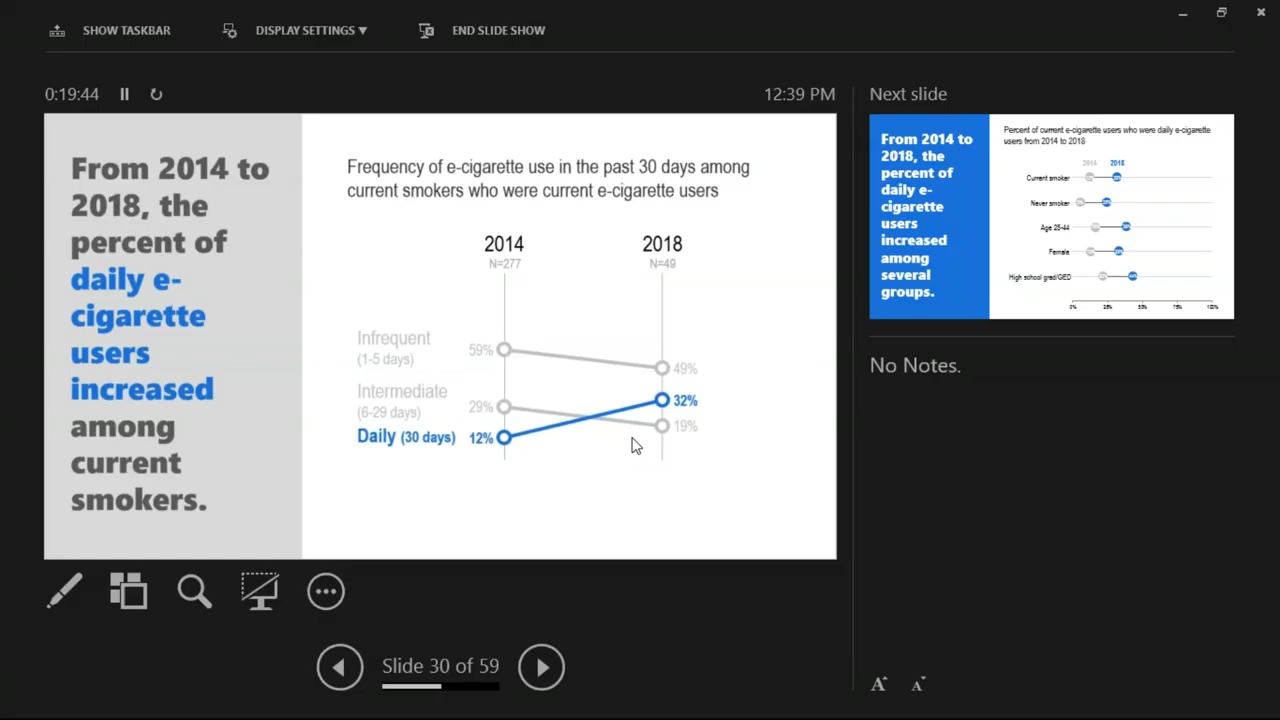 SHOW TASKBAR
DISPLAY SETTINGS ▼
END SLIDE SHOW
0:19:44
12:39 PM
Next slide
From 2014 to
2018, the
percent of
daily e-
cigarette
users
increased
among
current
smokers.
Frequency of e-cigarette use in the past 30 days among
current smokers who were current e-cigarette users
2014
N=277
2018
N=49
Infrequent
(1-5 days)
59%
49%
Intermediate
(6-29 days)
29%
19%
Daily (30 days)
12%
32%
From 2014 to
2018, the
percent of
daily e-
cigarette
users
increased
among
several
groups.
Percent of current e-cigarette users who were daily e-cigarette
users from 2014 to 2018
2014
2018
Current smoker
Never smoker
Age 25-44
Female
High school grad/GED
0%
25%
50%
75%
100%
No Notes.
Slide 30 of 59
A
A